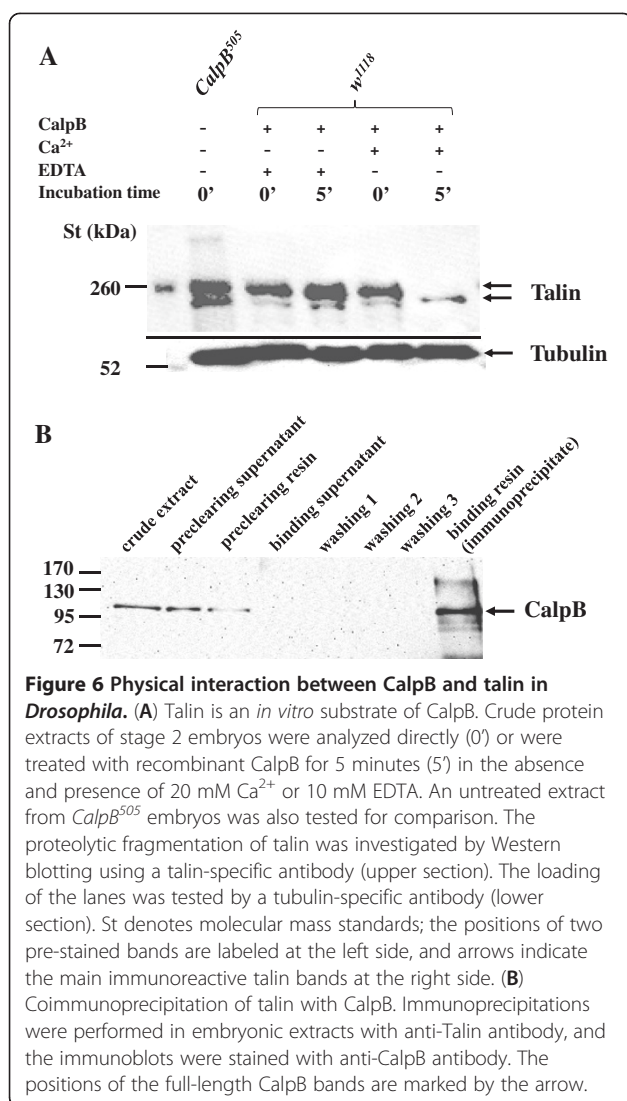 A
CalpB505
w1118
CalpB - + + + +
Ca2+ - - - + +
EDTA - + + - -
Incubation time 0' 0' 5' 0' 5'
St (kDa)
260
Talin
52
Tubulin
B
crude extract
preclearing supernatant
preclearing resin
binding supernatant
washing 1
washing 2
washing 3
binding resin
(immunoprecipitate)
170
130
95
72
CalpB
Figure 6 Physical interaction between CalpB and talin in
Drosophila. (A) Talin is an in vitro substrate of CalpB. Crude protein
extracts of stage 2 embryos were analyzed directly (0') or were
treated with recombinant CalpB for 5 minutes (5') in the absence
and presence of 20 mM Ca2+ or 10 mM EDTA. An untreated extract
from CalpB505 embryos was also tested for comparison. The
proteolytic fragmentation of talin was investigated by Western
blotting using a talin-specific antibody (upper section). The loading
of the lanes was tested by a tubulin-specific antibody (lower
section). St denotes molecular mass standards; the positions of two
pre-stained bands are labeled at the left side, and arrows indicate
the main immunoreactive talin bands at the right side. (B)
Coimmunoprecipitation of talin with CalpB. Immunoprecipitations
were performed in embryonic extracts with anti-Talin antibody, and
the immunoblots were stained with anti-CalpB antibody. The
positions of the full-length CalpB bands are marked by the arrow.